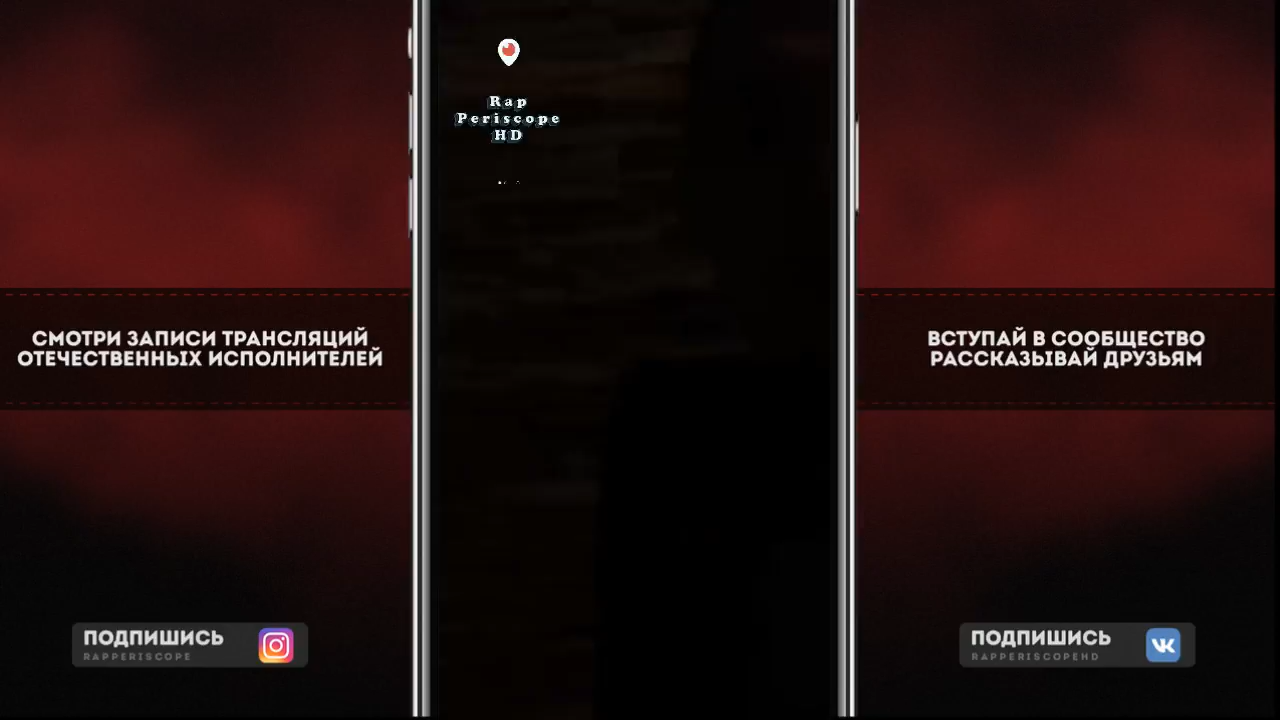 Rap
Periscope
HD
СМОТРИ ЗАПИСИ ТРАНСЛЯЦИЙ
ОТЕЧЕСТВЕННЫХ ИСПОЛНИТЕЛЕЙ
ВСТУПАЙ В СООБЩЕСТВО
РАССКАЗЫВАЙ ДРУЗЬЯМ
ПОДПИШИСЬ
RAPPERISCOPE
ПОДПИШИСЬ
RAPPERISCOPEHD